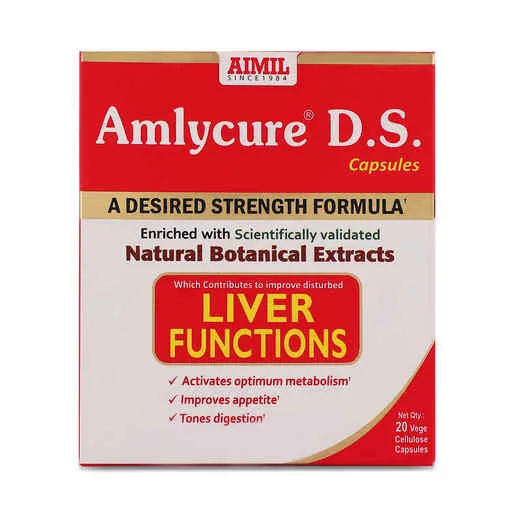 AIMIL
SINCE1984
Amlycure® D.S.
Capsules
A DESIRED STRENGTH FORMULA†
Enriched with Scientifically validated
Natural Botanical Extracts
Which Contributes to improve disturbed
LIVER
FUNCTIONS
✓ Activates optimum metabolism†
✓ Improves appetite†
✓ Tones digestion†
Net Qty.:
20 Vege
Cellulose
Capsules